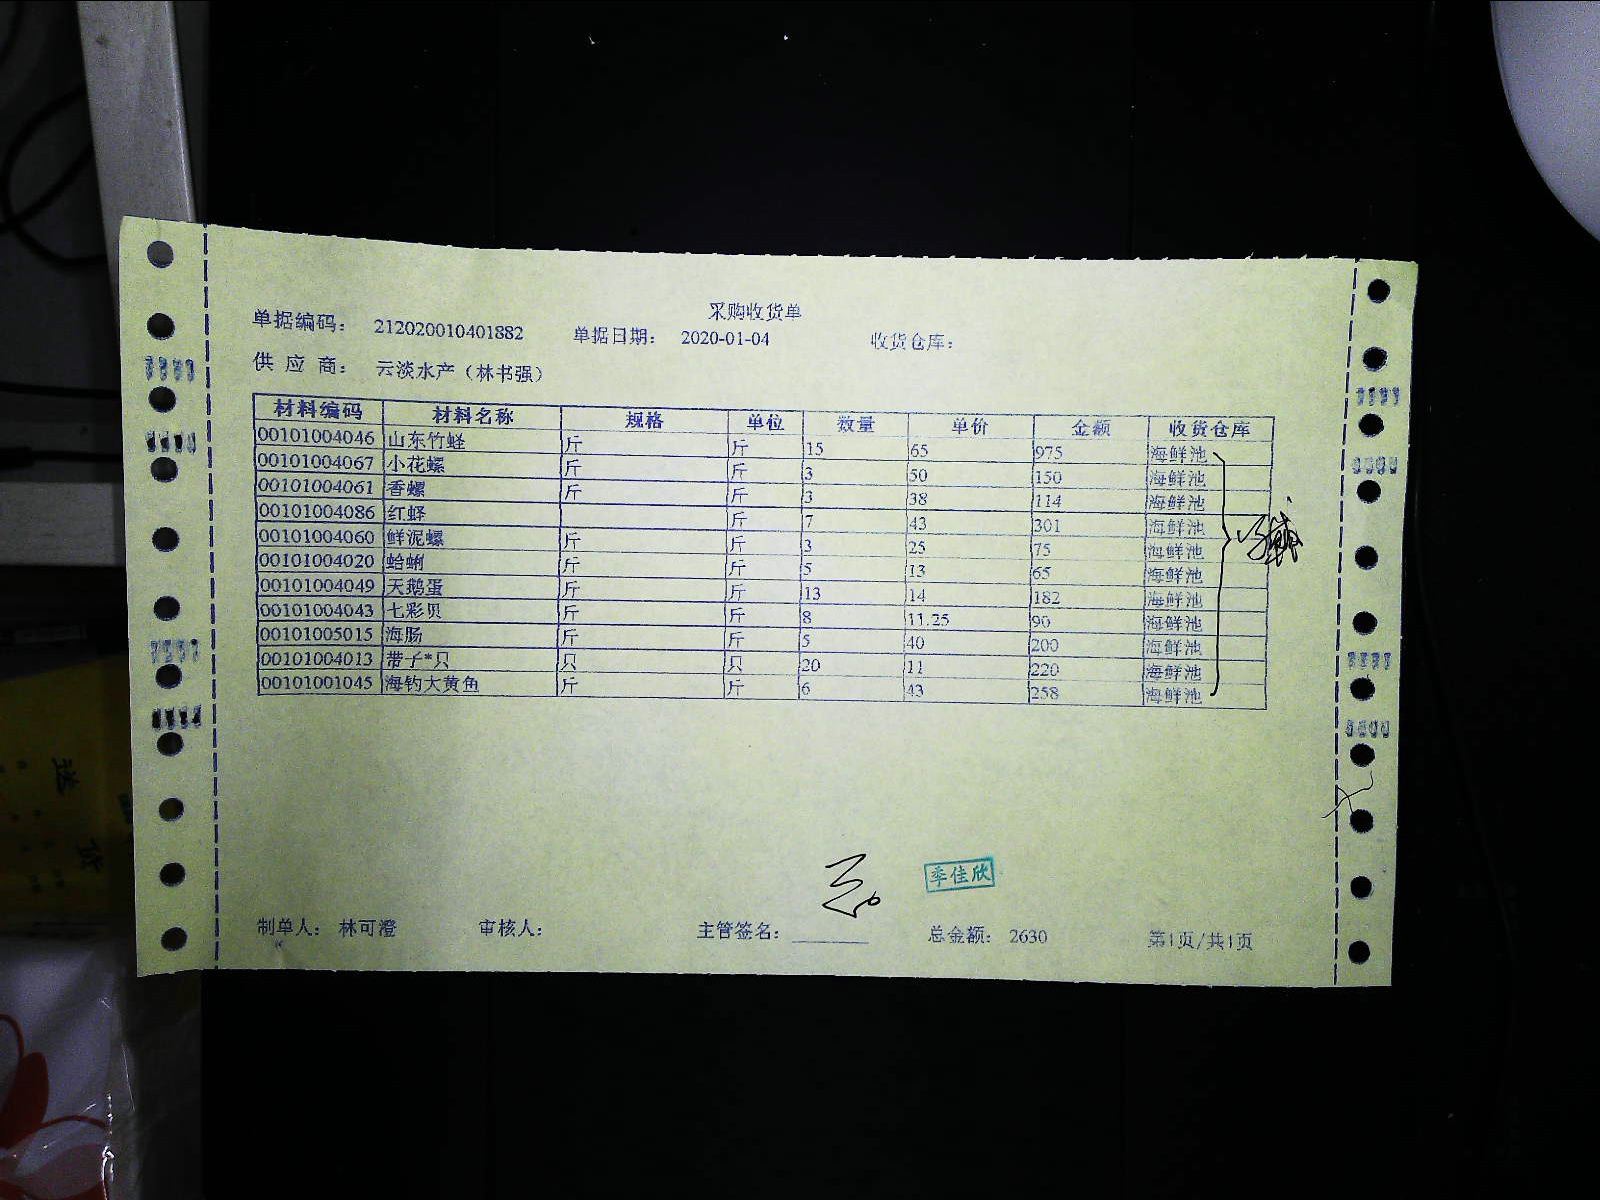 采购收货单
单据编码： 212020010401882 单据日期： 2020-01-04 收货仓库：
供 应 商： 云淡水产（林书强）
材料编码 材料名称 规格 单位 数量 单价 金额 收货仓库
00101004046 山东竹蛏 斤 斤 15 65 975 海鲜池
00101004067 小花螺 斤 斤 3 50 150 海鲜池
00101004061 香螺 斤 斤 3 38 114 海鲜池
00101004086 红蛏 斤 7 43 301 海鲜池
00101004060 鲜泥螺 斤 斤 3 25 75 海鲜池
00101004020 蛤蜊 斤 斤 5 13 65 海鲜池
00101004049 天鹅蛋 斤 斤 13 14 182 海鲜池
00101004043 七彩贝 斤 斤 8 11.25 90 海鲜池
00101005015 海肠 斤 斤 5 40 200 海鲜池
00101004013 带子*只 只 只 20 11 220 海鲜池
00101001045 海钓大黄鱼 斤 斤 6 43 258 海鲜池
季佳欣
制单人： 林可澄 审核人： 主管签名： 总金额： 2630 第1页/共1页
送
货